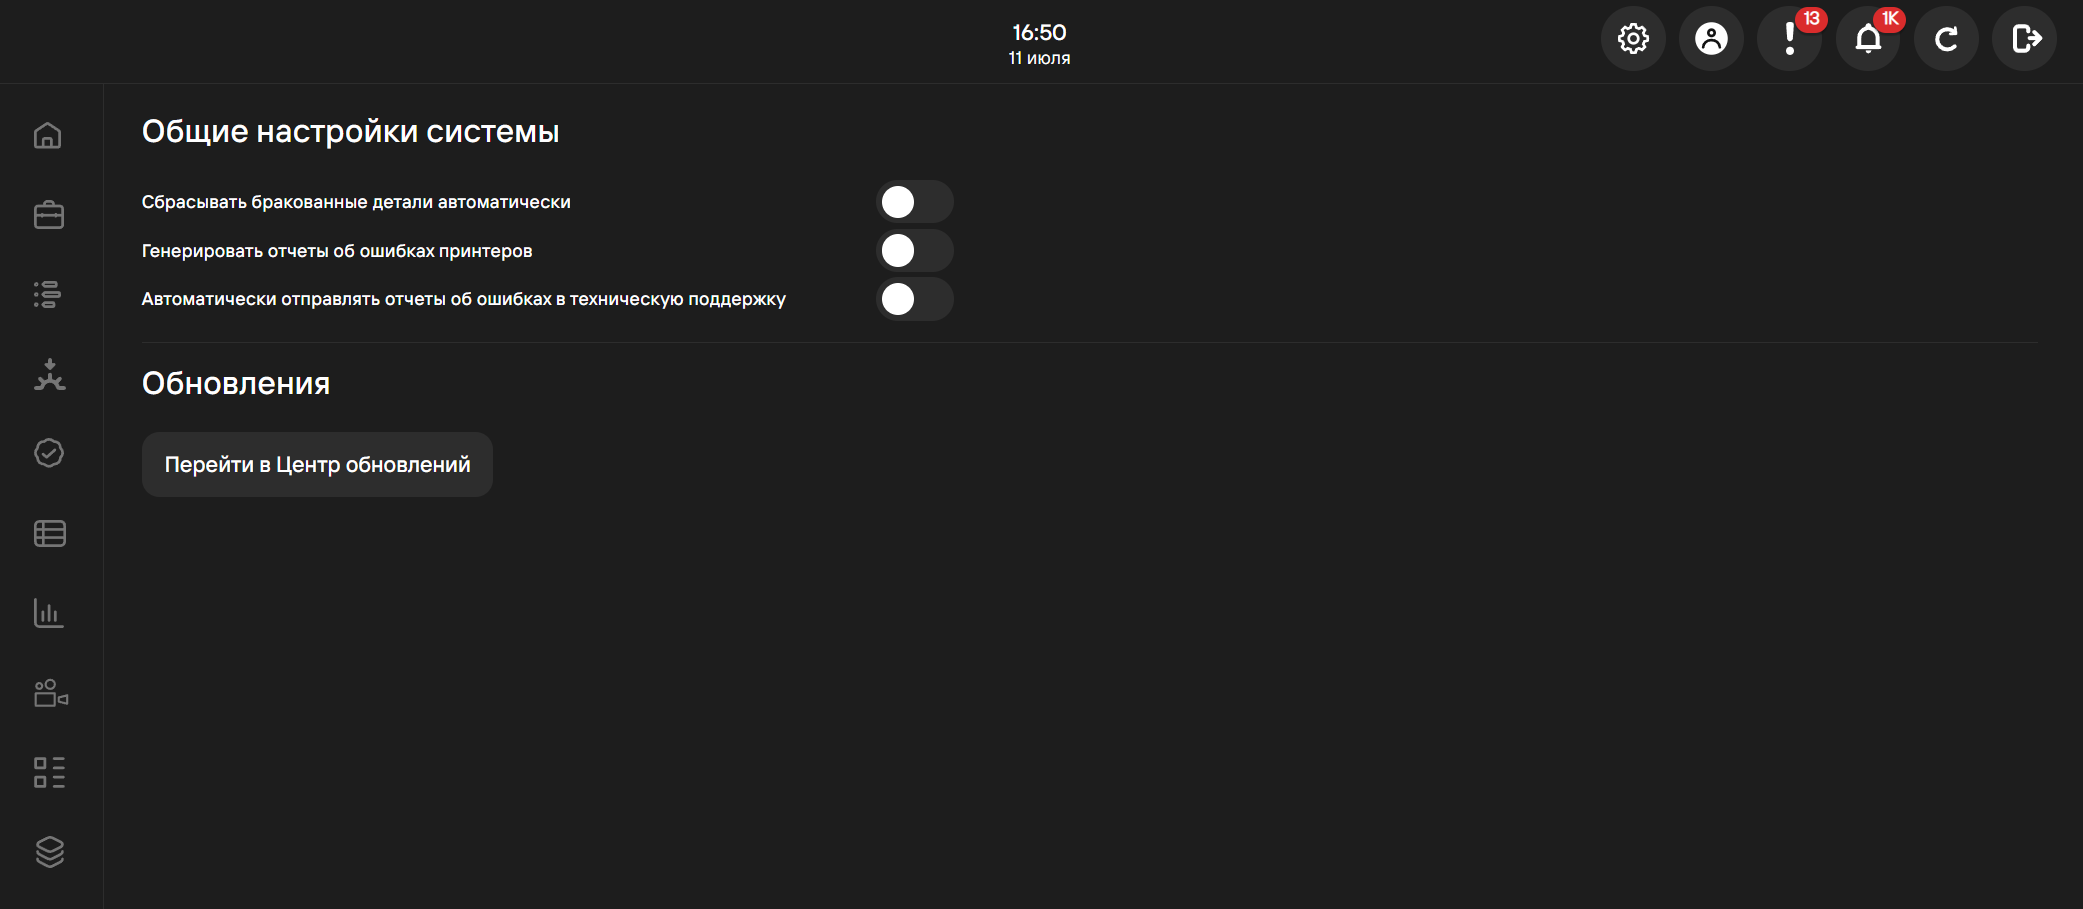 16:50
11 июля
13
1K
Общие настройки системы
Сбрасывать бракованные детали автоматически
Генерировать отчеты об ошибках принтеров
Автоматически отправлять отчеты об ошибках в техническую поддержку
Обновления
Перейти в Центр обновлений